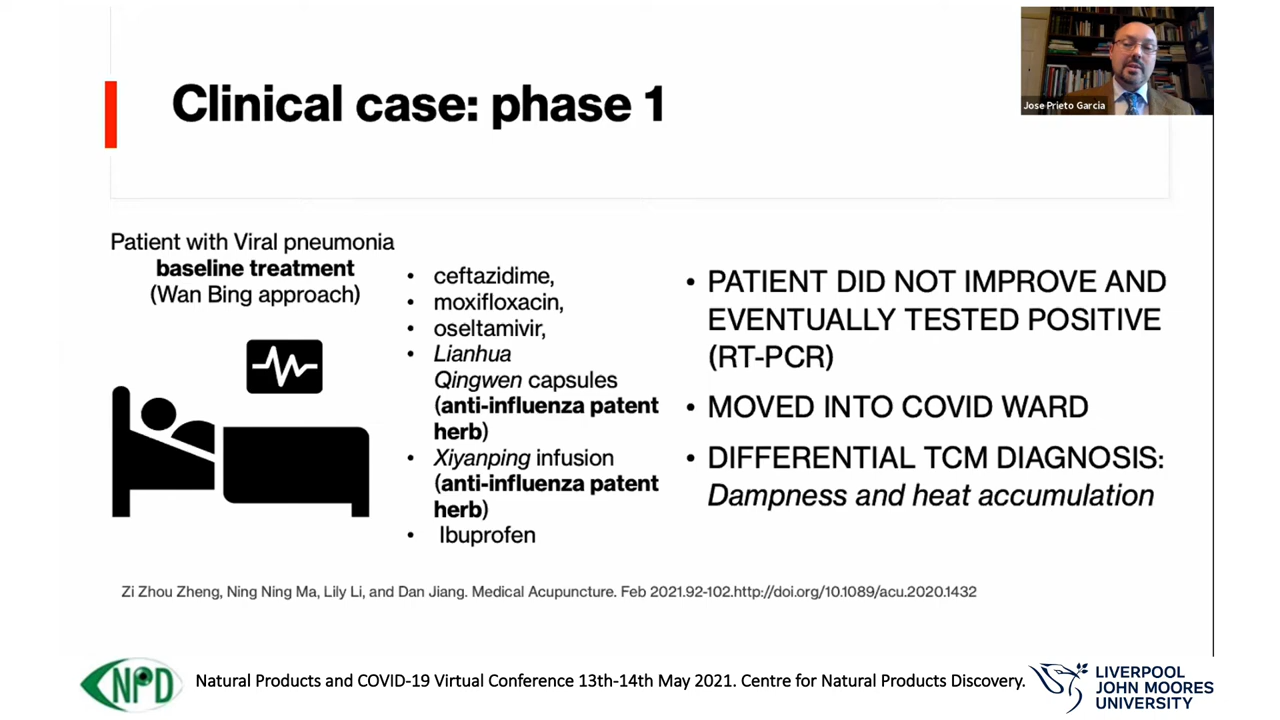 Clinical case: phase 1
Jose Prieto Garcia
Patient with Viral pneumonia
baseline treatment
(Wan Bing approach)
• ceftazidime,
• moxifloxacin,
• oseltamivir,
• Lianhua
Qingwen capsules
(anti-influenza patent
herb)
• Xiyanping infusion
(anti-influenza patent
herb)
• Ibuprofen
• PATIENT DID NOT IMPROVE AND
EVENTUALLY TESTED POSITIVE
(RT-PCR)
• MOVED INTO COVID WARD
• DIFFERENTIAL TCM DIAGNOSIS:
Dampness and heat accumulation
Zi Zhou Zheng, Ning Ning Ma, Lily Li, and Dan Jiang. Medical Acupuncture. Feb 2021.92-102.http://doi.org/10.1089/acu.2020.1432
NPD
Natural Products and COVID-19 Virtual Conference 13th-14th May 2021. Centre for Natural Products Discovery.
LIVERPOOL
JOHN MOORES
UNIVERSITY